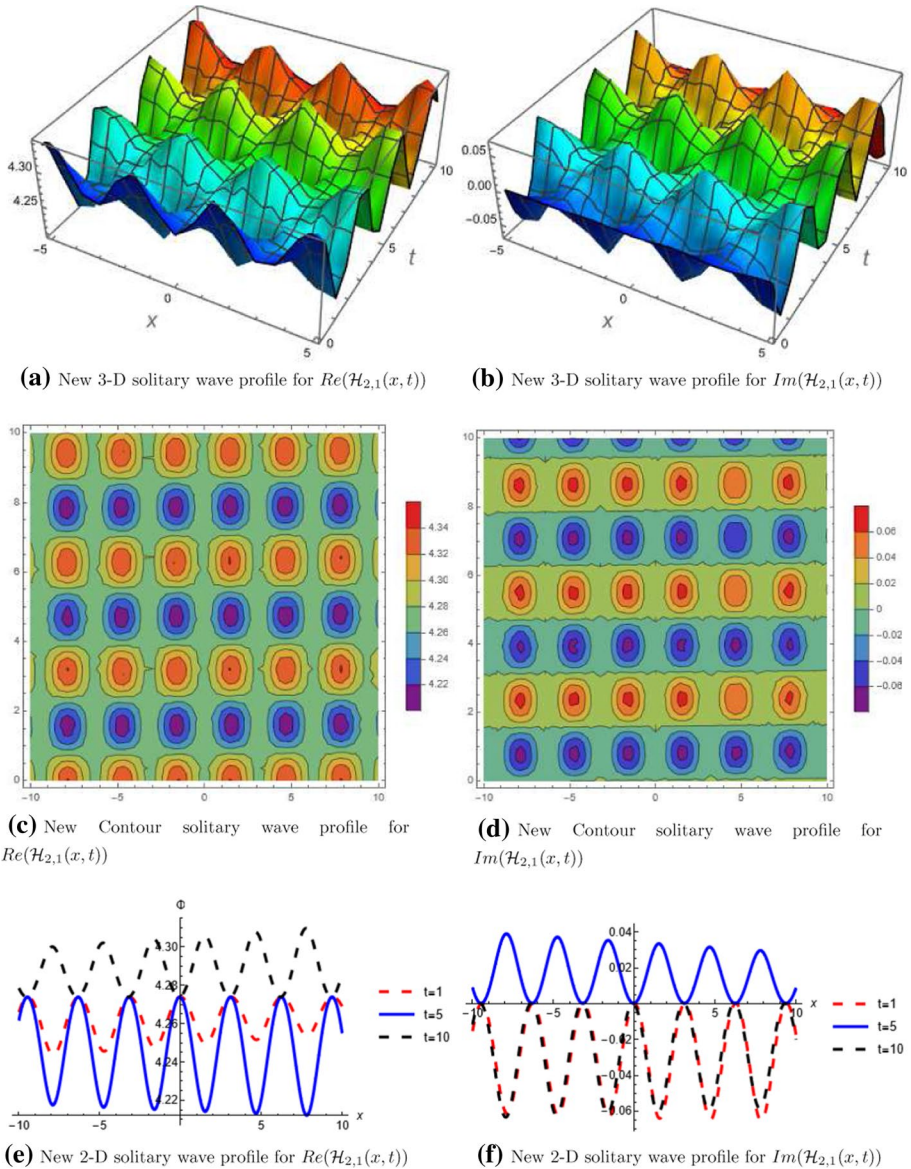 4.30
4.25
-5
0
x
5
0
5
t
10
(a) New 3-D solitary wave profile for Re(ℋ2,1(x, t))
0.05
0.00
-0.05
-5
0
x
5
0
5
t
10
(b) New 3-D solitary wave profile for Im(ℋ2,1(x, t))
10
8
6
4
2
0
-10 -5 0 5 10
4.34
4.32
4.30
4.28
4.26
4.24
4.22
(c) New Contour solitary wave profile for
Re(ℋ2,1(x, t))
10
8
6
4
2
0
-10 -5 0 5 10
0.06
0.04
0.02
0
-0.02
-0.04
-0.06
(d) New Contour solitary wave profile for
Im(ℋ2,1(x, t))
Φ
4.30
4.28
4.26
4.24
4.22
-10 -5 0 5 10 x
t=1
t=5
t=10
(e) New 2-D solitary wave profile for Re(ℋ2,1(x, t))
0.04
0.02
-10 -5 5 10 x
-0.02
-0.04
-0.06
t=1
t=5
t=10
(f) New 2-D solitary wave profile for Im(ℋ2,1(x, t))